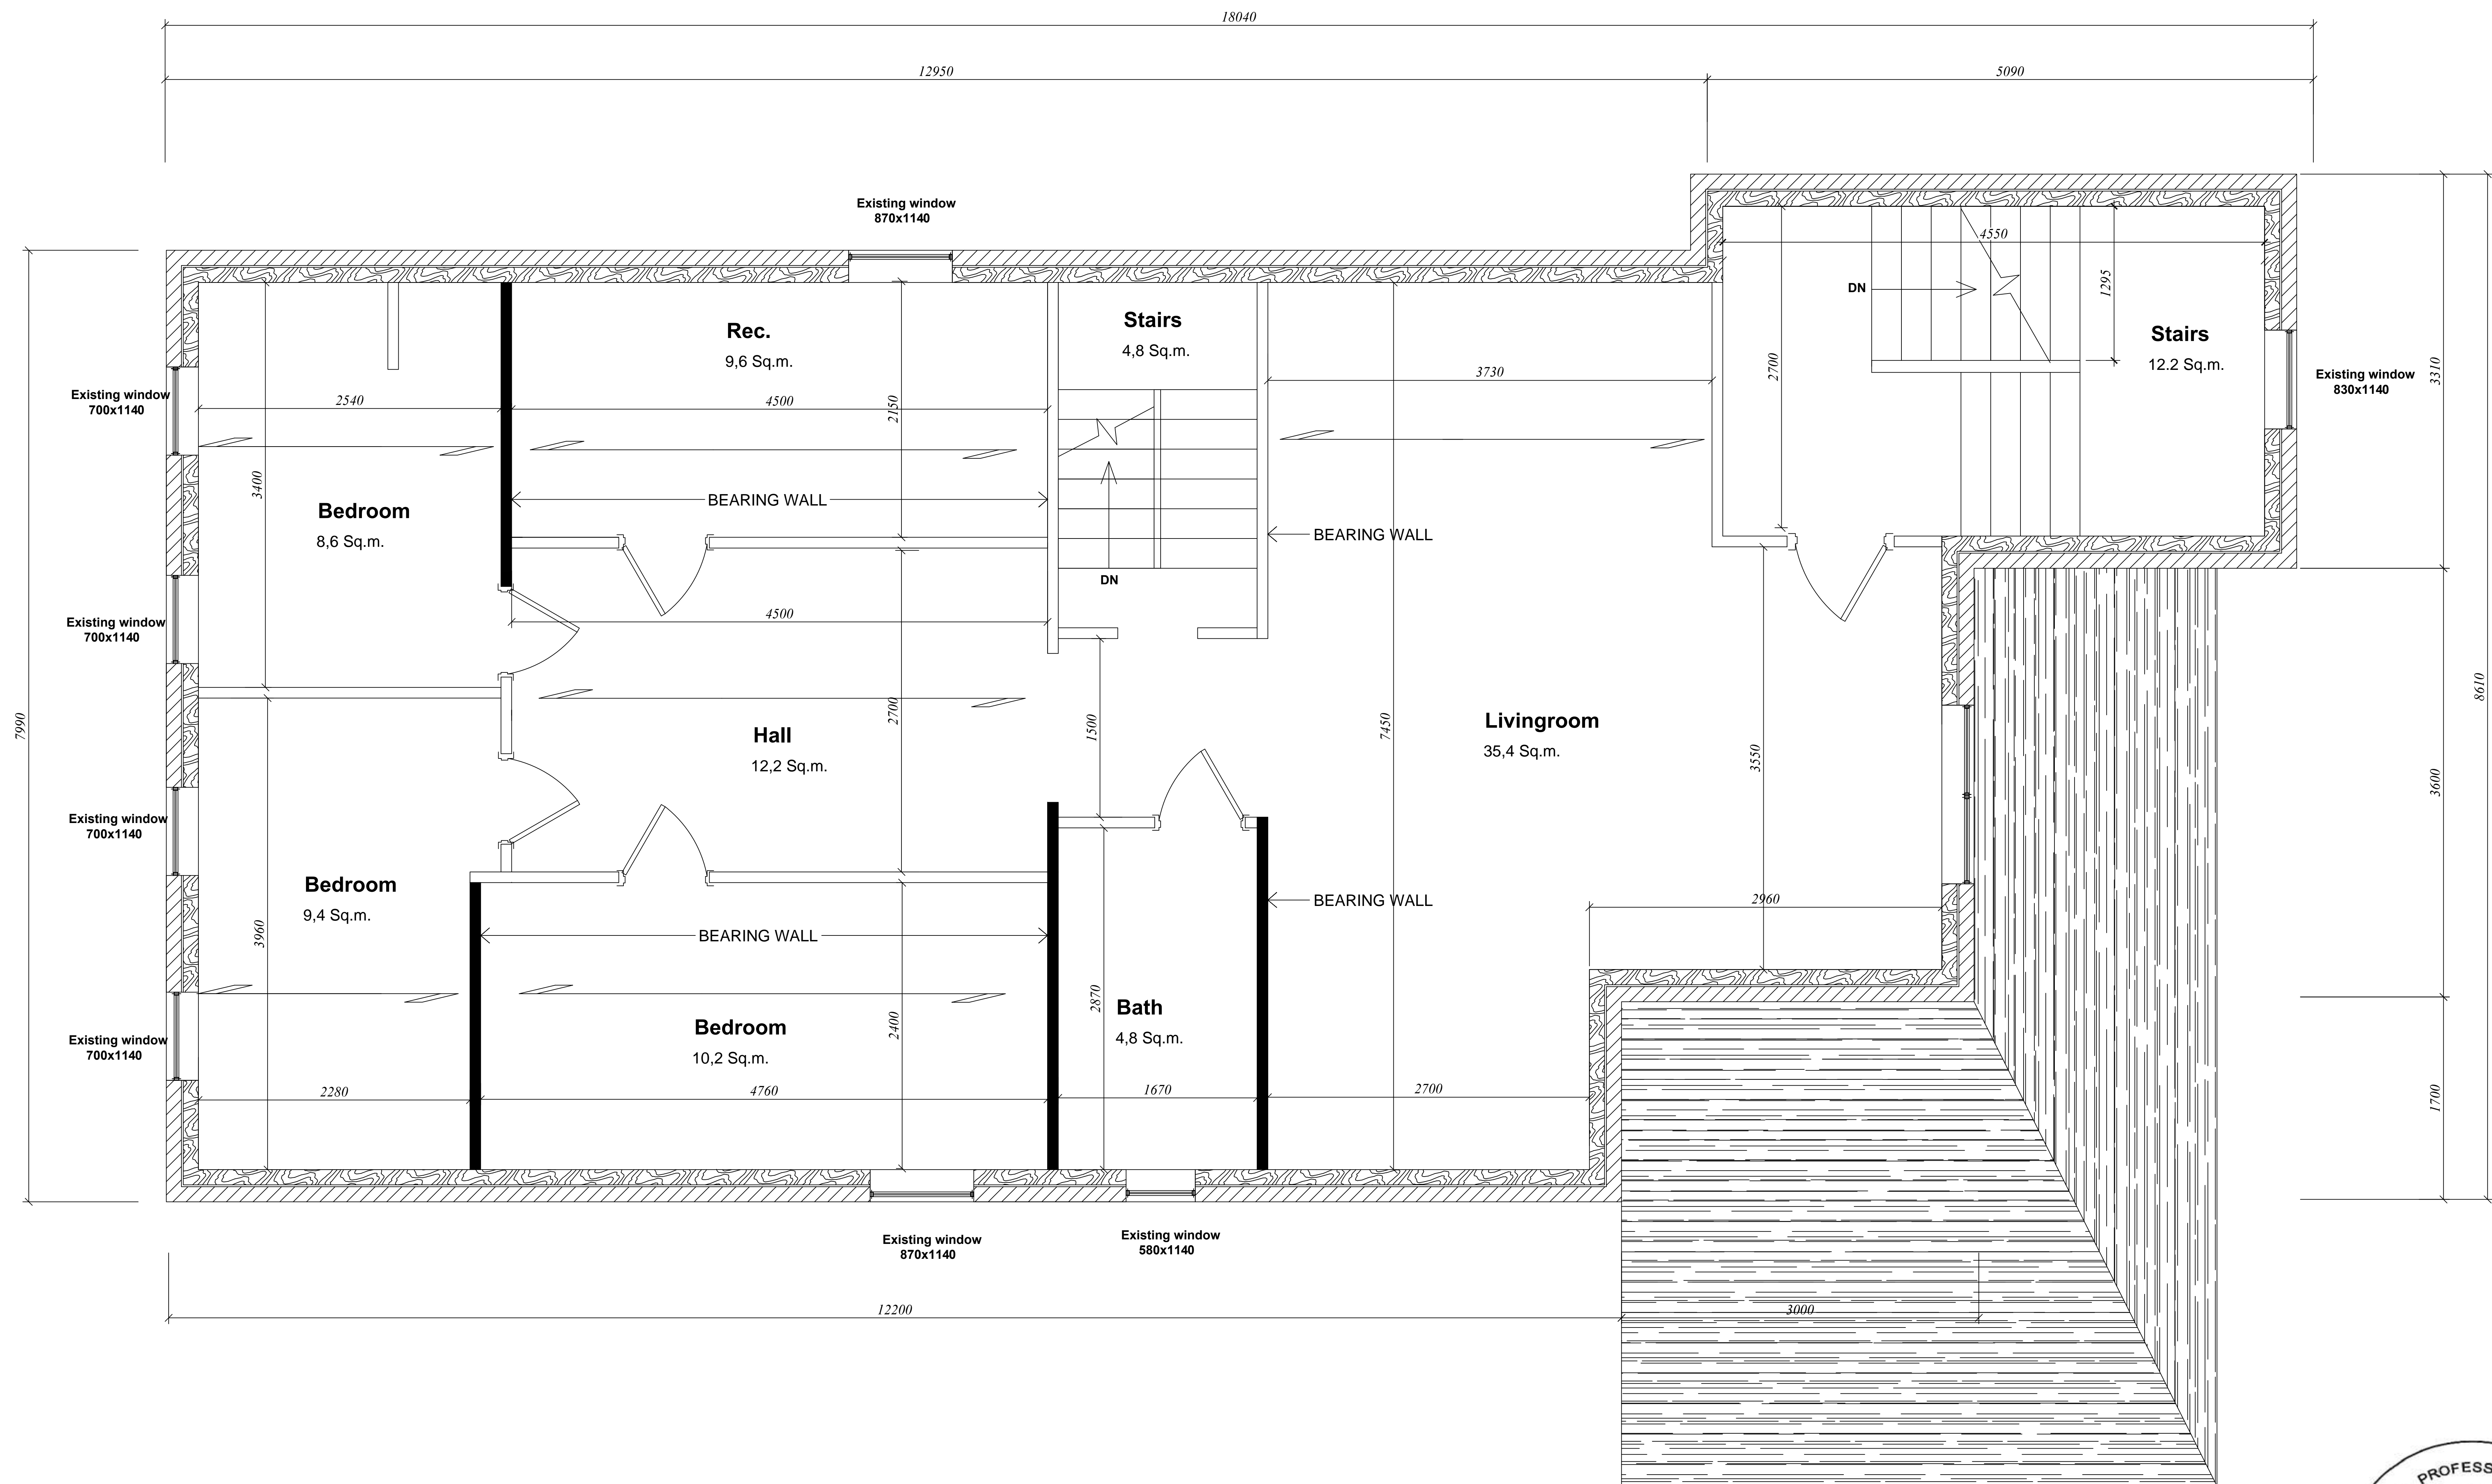 18040
12950
5090
Existing window
870x1140
4550
DN
1295
Stairs
12.2 Sq.m.
Rec.
9,6 Sq.m.
Stairs
4,8 Sq.m.
2700
3310
Existing window
830x1140
3730
Existing window
700x1140
2540
4500
2150
3400
BEARING WALL
Bedroom
8,6 Sq.m.
BEARING WALL
DN
4500
Existing window
700x1140
7990
2700
1500
7450
8610
Hall
12,2 Sq.m.
Livingroom
35,4 Sq.m.
3550
3600
Existing window
700x1140
Bedroom
9,4 Sq.m.
3960
BEARING WALL
BEARING WALL
2960
Bedroom
10,2 Sq.m.
2400
2870
Bath
4,8 Sq.m.
Existing window
700x1140
2280
4760
1670
2700
1700
Existing window
870x1140
Existing window
580x1140
12200
3000
PROFESS